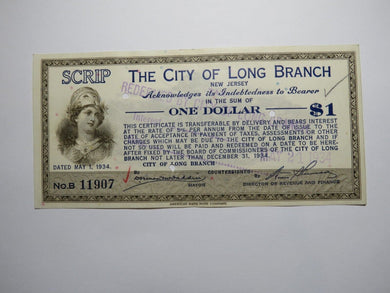 SCRIP
THE CITY OF LONG BRANCH
NEW JERSEY
Acknowledges its Indebtedness to Bearer
IN THE SUM OF
ONE DOLLAR $1
THIS CERTIFICATE IS TRANSFERABLE BY DELIVERY AND BEARS INTEREST
AT THE RATE OF 5% PER ANNUM FROM THE DATE OF ISSUE TO THE
DATE OF ACCEPTANCE IN PAYMENT OF TAXES, ASSESSMENTS OR OTHER
CHARGES WHICH MAY BE DUE TO THE CITY OF LONG BRANCH AND IF
NOT SO USED WILL BE PAID AND REDEEMED ON A DATE TO BE HERE-
AFTER FIXED BY THE BOARD OF COMMISSIONERS OF THE CITY OF LONG
BRANCH NOT LATER THAN DECEMBER 31, 1934.
DATED MAY 1, 1934.
CITY OF LONG BRANCH
COUNTERSIGNED:
By
By
No. B 11907
MAYOR
DIRECTOR OF REVENUE AND FINANCE
AMERICAN BANK NOTE COMPANY